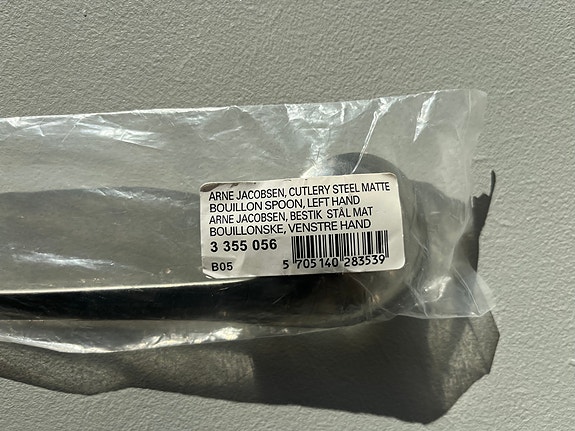 ARNE JACOBSEN, CUTLERY STEEL MATTE
BOUILLON SPOON, LEFT HAND
ARNE JACOBSEN, BESTIK STÅL MAT
BOUILLONSKE, VENSTRE HAND
3 355 056
B05 5 705140 283539